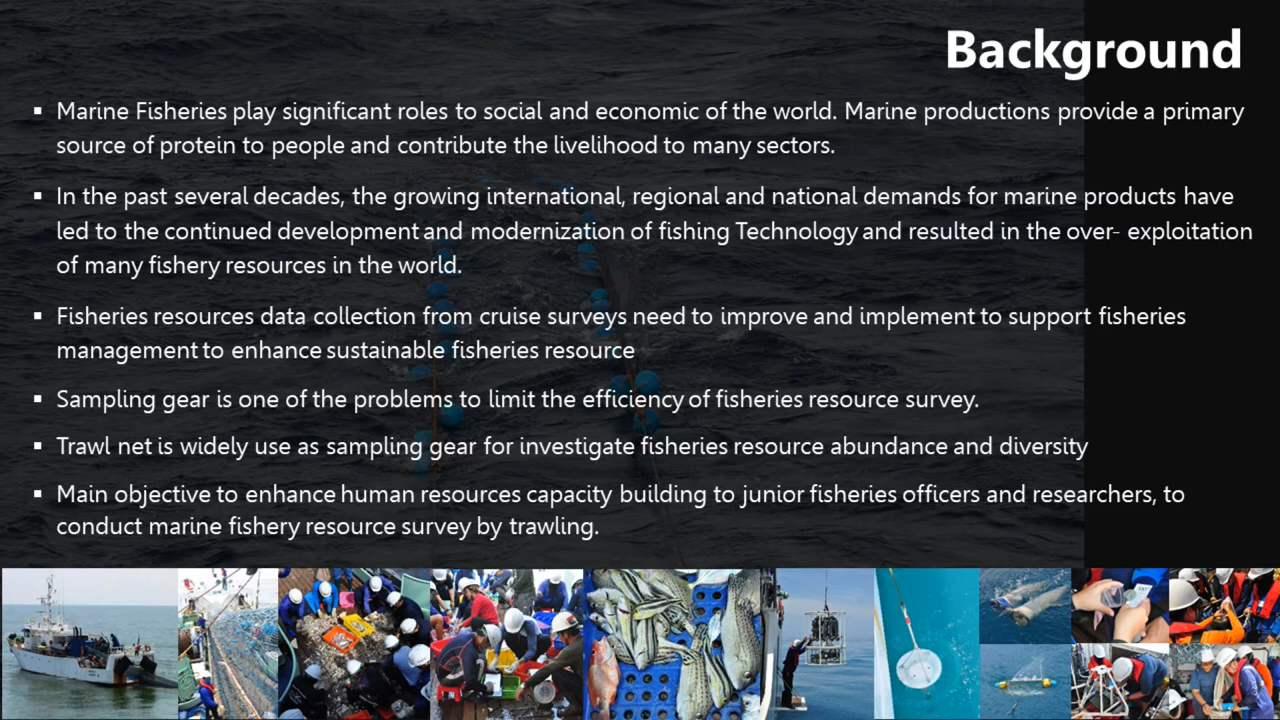 Background
▪ Marine Fisheries play significant roles to social and economic of the world. Marine productions provide a primary
source of protein to people and contribute the livelihood to many sectors.
▪ In the past several decades, the growing international, regional and national demands for marine products have
led to the continued development and modernization of fishing Technology and resulted in the over- exploitation
of many fishery resources in the world.
▪ Fisheries resources data collection from cruise surveys need to improve and implement to support fisheries
management to enhance sustainable fisheries resource
▪ Sampling gear is one of the problems to limit the efficiency of fisheries resource survey.
▪ Trawl net is widely use as sampling gear for investigate fisheries resource abundance and diversity
▪ Main objective to enhance human resources capacity building to junior fisheries officers and researchers, to
conduct marine fishery resource survey by trawling.